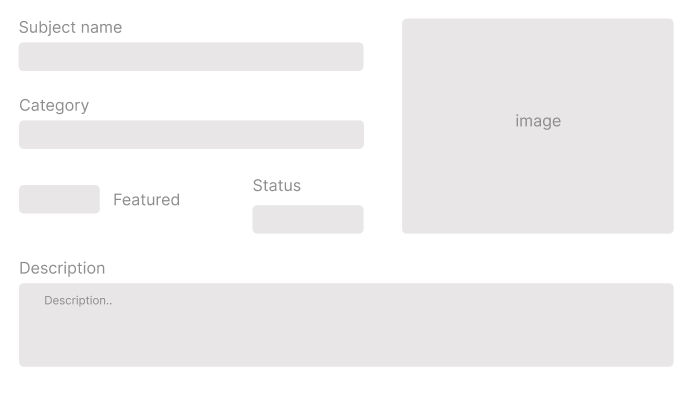 Subject name
Category
image
Featured
Status
Description
Description..